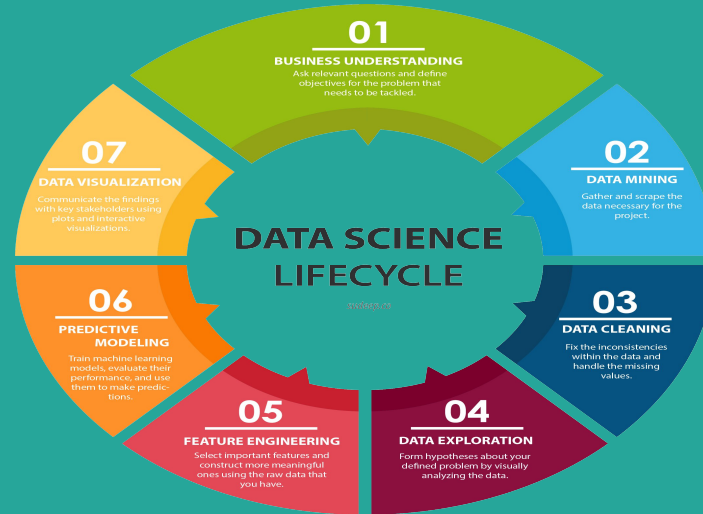 01
BUSINESS UNDERSTANDING
Ask relevant questions and define
objectives for the problem that
needs to be tackled.
02
DATA MINING
Gather and scrape the
data necessary for the
project.
03
DATA CLEANING
Fix the inconsistencies
within the data and
handle the missing
values.
04
DATA EXPLORATION
Form hypotheses about your
defined problem by visually
analyzing the data.
05
FEATURE ENGINEERING
Select important features and
construct more meaningful
ones using the raw data that
you have.
06
PREDICTIVE
MODELING
Train machine learning
models, evaluate their
performance, and use
them to make predic-
tions.
07
DATA VISUALIZATION
Communicate the findings
with key stakeholders using
plots and interactive
visualizations.
DATA SCIENCE
LIFECYCLE